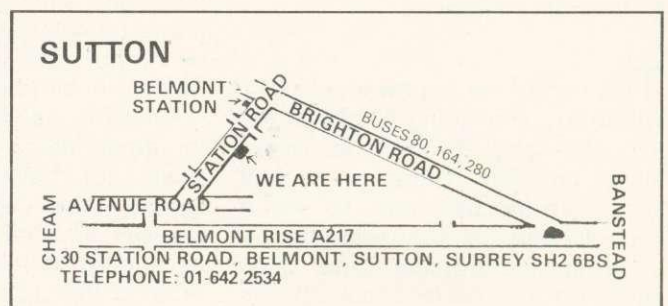 SUTTON
BELMONT
STATION
STATION ROAD
BRIGHTON ROAD
BUSES 80, 164, 280
WE ARE HERE
AVENUE ROAD
BELMONT RISE A217
CHEAM
BANSTEAD
30 STATION ROAD, BELMONT, SUTTON, SURREY SH2 6BS
TELEPHONE: 01-642 2534